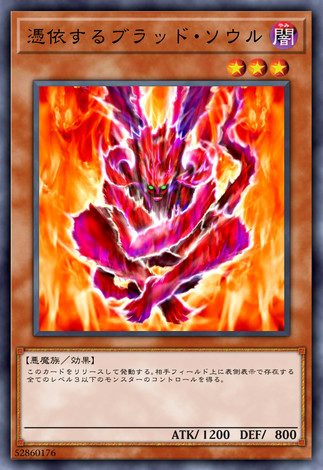 憑依するブラッド・ソウル
闇
やみ
【悪魔族／効果】
このカードをリリースして発動する。相手フィールド上に表側表示で存在する
全てのレベル３以下のモンスターのコントロールを得る。
ATK/ 1200 DEF/ 800
52860176